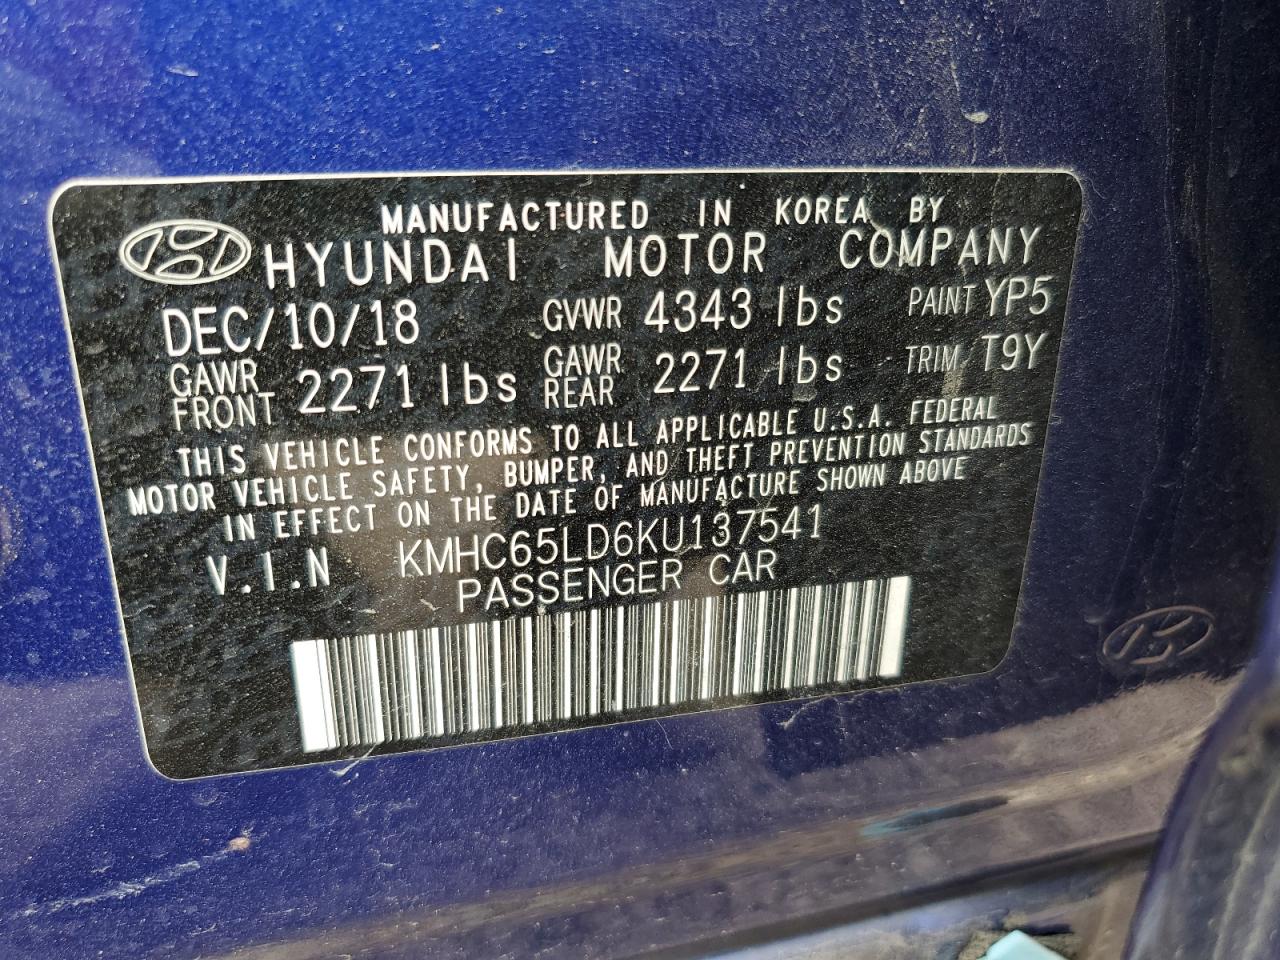 MANUFACTURED IN KOREA BY
HYUNDAI MOTOR COMPANY
DEC/10/18 GVWR 4343 lbs PAINT YP5
GAWR FRONT 2271 lbs GAWR REAR 2271 lbs TRIM T9Y
THIS VEHICLE CONFORMS TO ALL APPLICABLE U.S.A. FEDERAL
MOTOR VEHICLE SAFETY, BUMPER, AND THEFT PREVENTION STANDARDS
IN EFFECT ON THE DATE OF MANUFACTURE SHOWN ABOVE
V.I.N KMHC65LD6KU137541
PASSENGER CAR